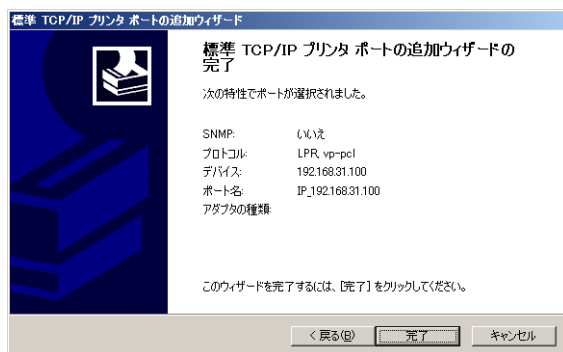 標準 TCP/IP プリンタ ポートの追加ウィザード
標準 TCP/IP プリンタ ポートの追加ウィザードの
完了
次の特性でポートが選択されました。
SNMP: いいえ
プロトコル: LPR, vp-pcl
デバイス: 192.168.31.100
ポート名: IP_192.168.31.100
アダプタの種類:
このウィザードを完了するには、[完了] をクリックしてください。
< 戻る(B) 完了 キャンセル